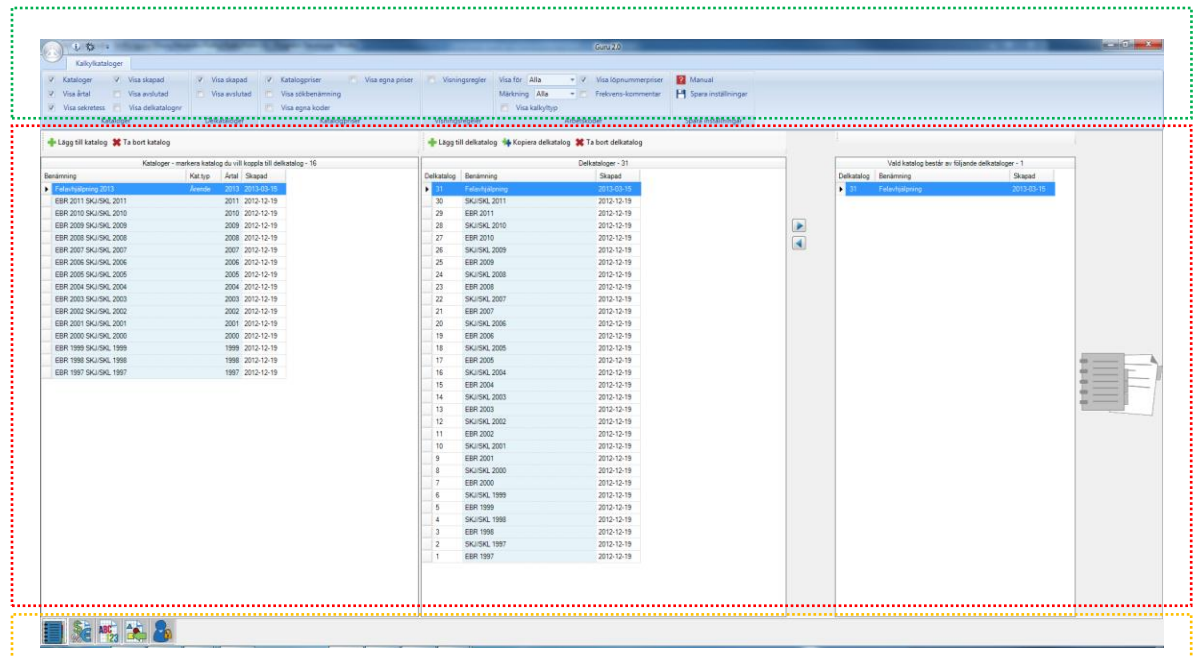 Guru 2.0
Kalkylkataloger
Kataloger Visa skapad Visa skapad Katalogpriser Visa egna priser Visningsregler Visa för Alla Visa löpnummerpriser Manual
Visa årtal Visa avslutad Visa avslutad Visa sökbenämning Märkning Alla Frekvens-kommentar Spara inställningar
Visa sekretess Visa delkatalognr Visa egna koder Visa kalkyltyp
Kataloger Delkataloger Katalogpriser Visningsregler Arbetskoder Spara inställningar
Lägg till katalog Ta bort katalog Lägg till delkatalog Kopiera delkatalog Ta bort delkatalog
Kataloger - markera katalog du vill koppla till delkatalog - 16 Delkataloger - 31 Vald katalog består av följande delkataloger - 1
Benämning Kat.typ Årtal Skapad Delkatalog Benämning Skapad Delkatalog Benämning Skapad
Felavhjälpning 2013 Ärende 2013 2013-03-15 31 Felavhjälpning 2013-03-15 31 Felavhjälpning 2013-03-15
EBR 2011 SKJ/SKL 2011 2011 2012-12-19 30 SKJ/SKL 2011 2012-12-19
EBR 2010 SKJ/SKL 2010 2010 2012-12-19 29 EBR 2011 2012-12-19
EBR 2009 SKJ/SKL 2009 2009 2012-12-19 28 SKJ/SKL 2010 2012-12-19
EBR 2008 SKJ/SKL 2008 2008 2012-12-19 27 EBR 2010 2012-12-19
EBR 2007 SKJ/SKL 2007 2007 2012-12-19 26 SKJ/SKL 2009 2012-12-19
EBR 2006 SKJ/SKL 2006 2006 2012-12-19 25 EBR 2009 2012-12-19
EBR 2005 SKJ/SKL 2005 2005 2012-12-19 24 SKJ/SKL 2008 2012-12-19
EBR 2004 SKJ/SKL 2004 2004 2012-12-19 23 EBR 2008 2012-12-19
EBR 2003 SKJ/SKL 2003 2003 2012-12-19 22 SKJ/SKL 2007 2012-12-19
EBR 2002 SKJ/SKL 2002 2002 2012-12-19 21 EBR 2007 2012-12-19
EBR 2001 SKJ/SKL 2001 2001 2012-12-19 20 SKJ/SKL 2006 2012-12-19
EBR 2000 SKJ/SKL 2000 2000 2012-12-19 19 EBR 2006 2012-12-19
EBR 1999 SKJ/SKL 1999 1999 2012-12-19 18 SKJ/SKL 2005 2012-12-19
EBR 1998 SKJ/SKL 1998 1998 2012-12-19 17 EBR 2005 2012-12-19
EBR 1997 SKJ/SKL 1997 1997 2012-12-19 16 SKJ/SKL 2004 2012-12-19
15 EBR 2004 2012-12-19
14 SKJ/SKL 2003 2012-12-19
13 EBR 2003 2012-12-19
12 SKJ/SKL 2002 2012-12-19
11 EBR 2002 2012-12-19
10 SKJ/SKL 2001 2012-12-19
9 EBR 2001 2012-12-19
8 SKJ/SKL 2000 2012-12-19
7 EBR 2000 2012-12-19
6 SKJ/SKL 1999 2012-12-19
5 EBR 1999 2012-12-19
4 SKJ/SKL 1998 2012-12-19
3 EBR 1998 2012-12-19
2 SKJ/SKL 1997 2012-12-19
1 EBR 1997 2012-12-19
ABC
123